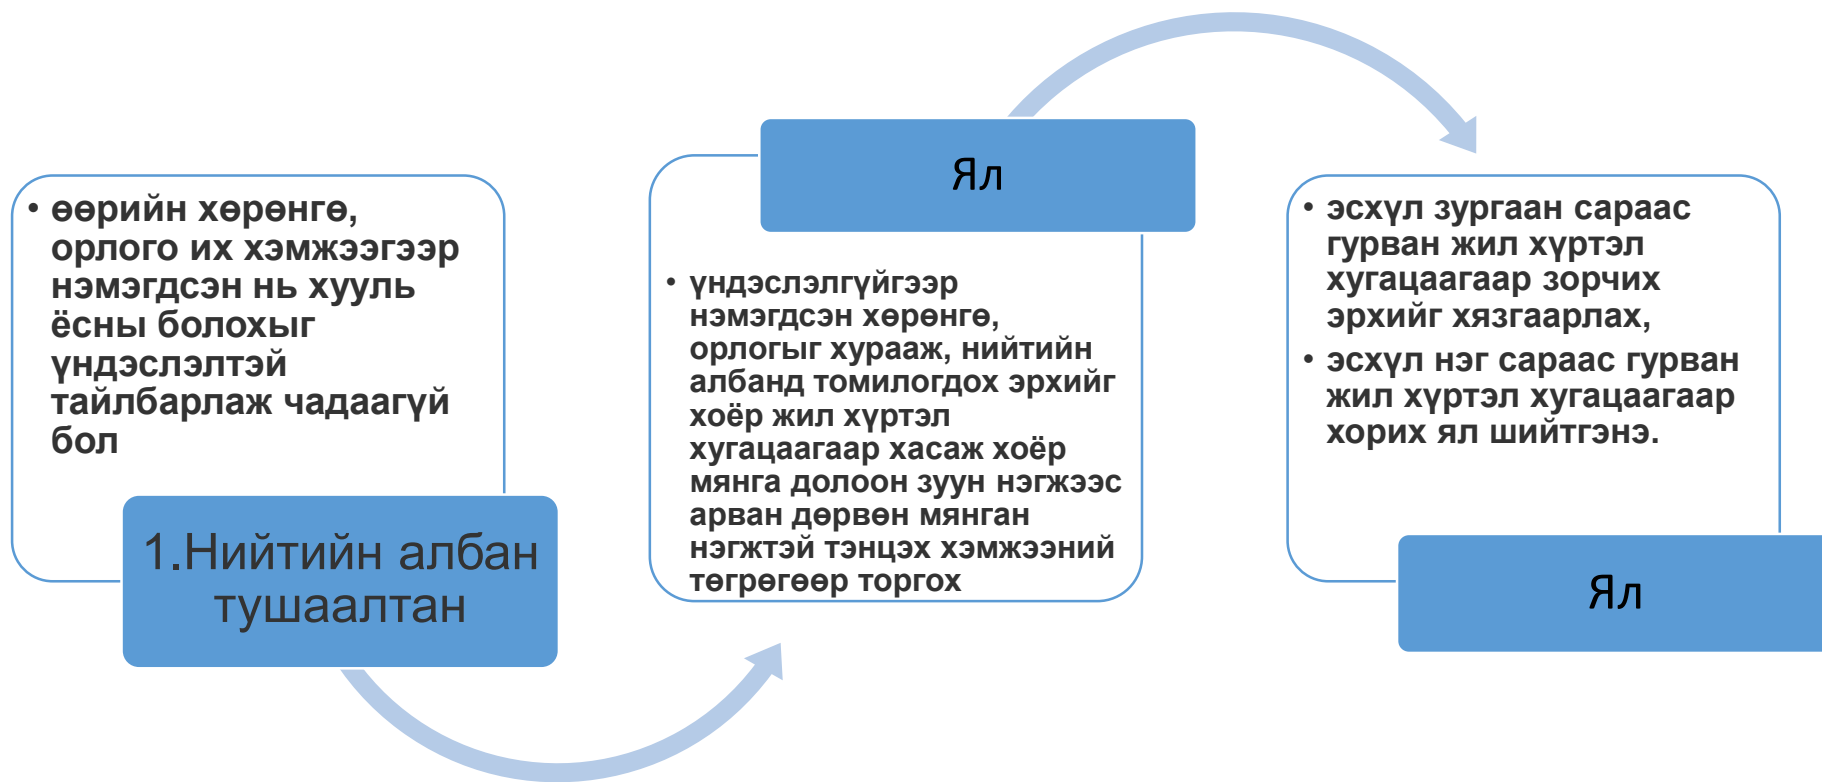 • өөрийн хөрөнгө,
орлого их хэмжээгээр
нэмэгдсэн нь хууль
ёсны болохыг
үндэслэлтэй
тайлбарлаж чадаагүй
бол
1.Нийтийн албан
тушаалтан
Ял
• үндэслэлгүйгээр
нэмэгдсэн хөрөнгө,
орлогыг хурааж, нийтийн
албанд томилогдох эрхийг
хоёр жил хүртэл
хугацаагаар хасаж хоёр
мянга долоон зуун нэгжээс
арван дөрвөн мянган
нэгжтэй тэнцэх хэмжээний
төгрөгөөр торгох
• эсхүл зургаан сараас
гурван жил хүртэл
хугацаагаар зорчих
эрхийг хязгаарлах,
• эсхүл нэг сараас гурван
жил хүртэл хугацаагаар
хорих ял шийтгэнэ.
Ял